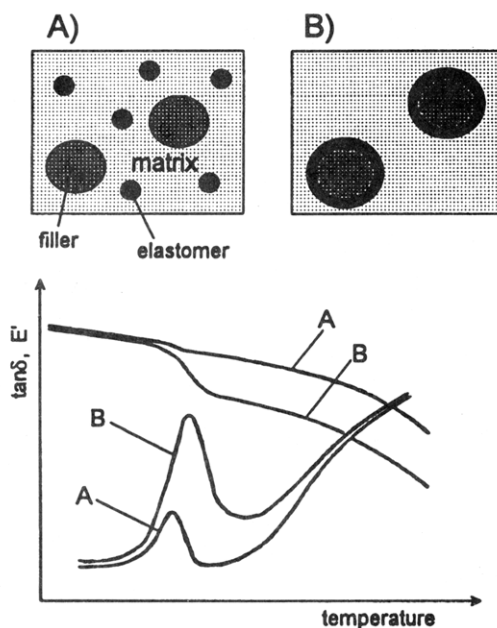 A)
B)
matrix
filler
elastomer
tanδ, E'
A
B
B
A
temperature